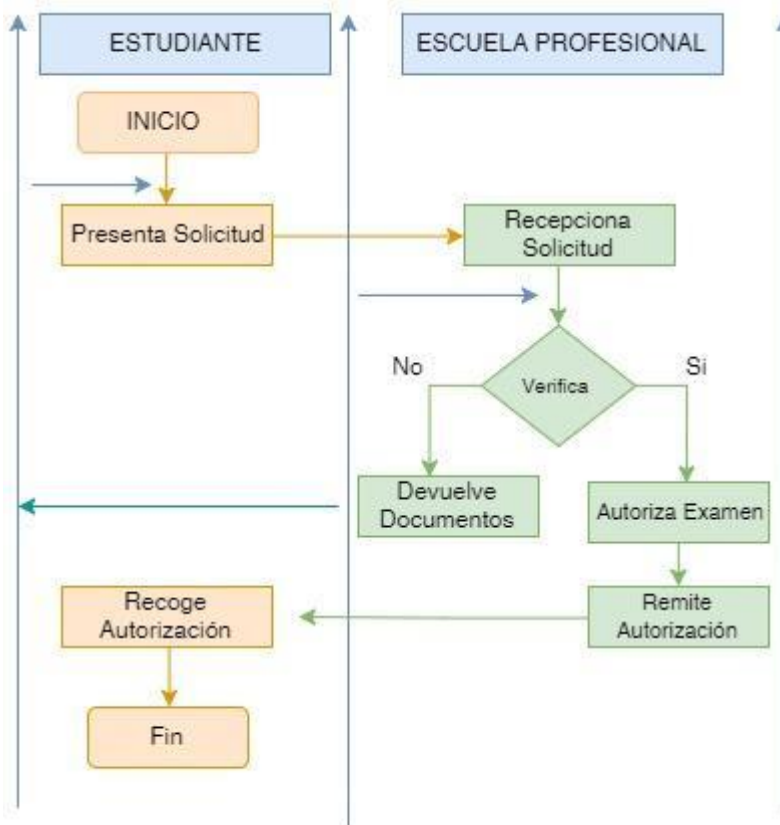 ESTUDIANTE
ESCUELA PROFESIONAL
INICIO
Presenta Solicitud
Recepciona
Solicitud
No
Si
Verifica
Devuelve
Documentos
Autoriza Examen
Recoge
Autorización
Remite
Autorización
Fin